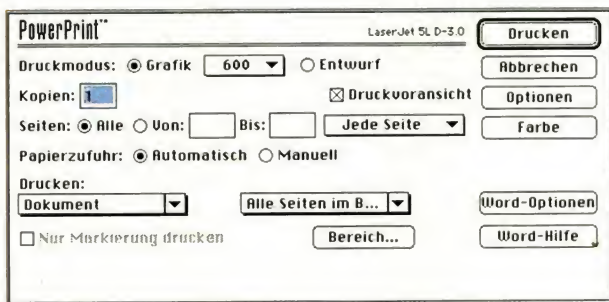 PowerPrint™ LaserJet 5L D-3.0 Drucken
Druckmodus: Grafik 600 Entwurf Abbrechen
Kopien: 1 Druckvoransicht Optionen
Seiten: Alle Von: Bis: Jede Seite Farbe
Papierzufuhr: Automatisch Manuell
Drucken:
Dokument Alle Seiten im B... Word-Optionen
Nur Markierung drucken Bereich... Word-Hilfe